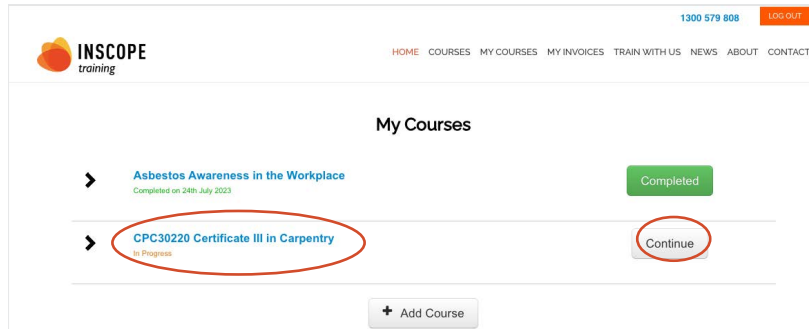 1300 579 808 LOG OUT
INSCOPE
training
HOME COURSES MY COURSES MY INVOICES TRAIN WITH US NEWS ABOUT CONTACT
My Courses
Asbestos Awareness in the Workplace
Completed on 24th July 2023
Completed
CPC30220 Certificate III in Carpentry
In Progress
Continue
+ Add Course